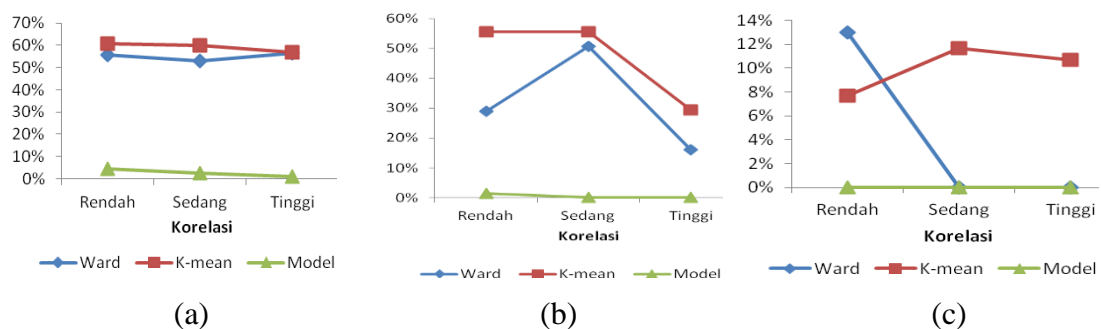 70%
60%
50%
40%
30%
20%
10%
0%
Rendah Sedang Tinggi
Korelasi
Ward K-mean Model
(a)
60%
50%
40%
30%
20%
10%
0%
Rendah Sedang Tinggi
Korelasi
Ward K-mean Model
(b)
14%
12%
10%
8%
6%
4%
2%
0%
Rendah Sedang Tinggi
Korelasi
Ward K-mean Model
(c)